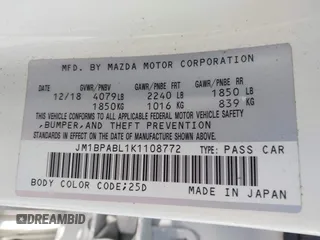 MFD. BY MAZDA MOTOR CORPORATION
GVWR/PNBV GAWR/PNBE FRT GAWR/PNBE RR
12/18 4079LB 2240 LB 1850 LB
1850KG 1016 KG 839 KG
THIS VEHICLE CONFORMS TO ALL APPLICABLE FEDERAL MOTOR VEHICLE SAFETY
,BUMPER,AND THEFT PREVENTION
STANDARDS IN EFFECT ON THE DATE OF MANUFACTURE SHOWN ABOVE.
JM1BPABL1K1108772 TYPE: PASS CAR
BODY COLOR CODE;25D MADE IN JAPAN
DREAMBID